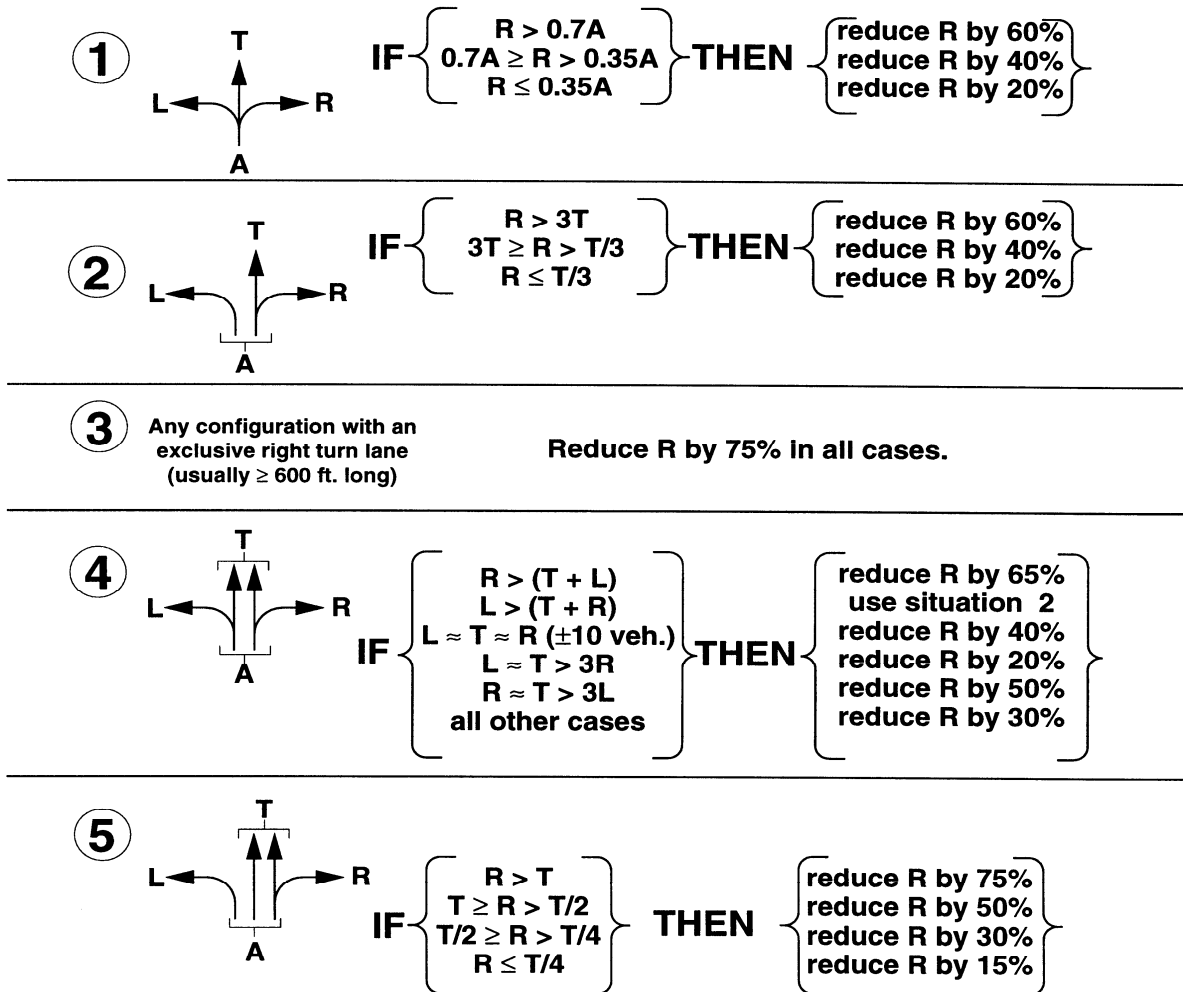 1
T
L
R
A
IF
R > 0.7A
0.7A ≥ R > 0.35A
R ≤ 0.35A
THEN
reduce R by 60%
reduce R by 40%
reduce R by 20%
2
T
L
R
A
IF
R > 3T
3T ≥ R > T/3
R ≤ T/3
THEN
reduce R by 60%
reduce R by 40%
reduce R by 20%
3
Any configuration with an
exclusive right turn lane
(usually ≥ 600 ft. long)
Reduce R by 75% in all cases.
4
T
L
R
A
IF
R > (T + L)
L > (T + R)
L ≈ T ≈ R (±10 veh.)
L ≈ T > 3R
R ≈ T > 3L
all other cases
THEN
reduce R by 65%
use situation 2
reduce R by 40%
reduce R by 20%
reduce R by 50%
reduce R by 30%
5
T
L
R
A
IF
R > T
T ≥ R > T/2
T/2 ≥ R > T/4
R ≤ T/4
THEN
reduce R by 75%
reduce R by 50%
reduce R by 30%
reduce R by 15%